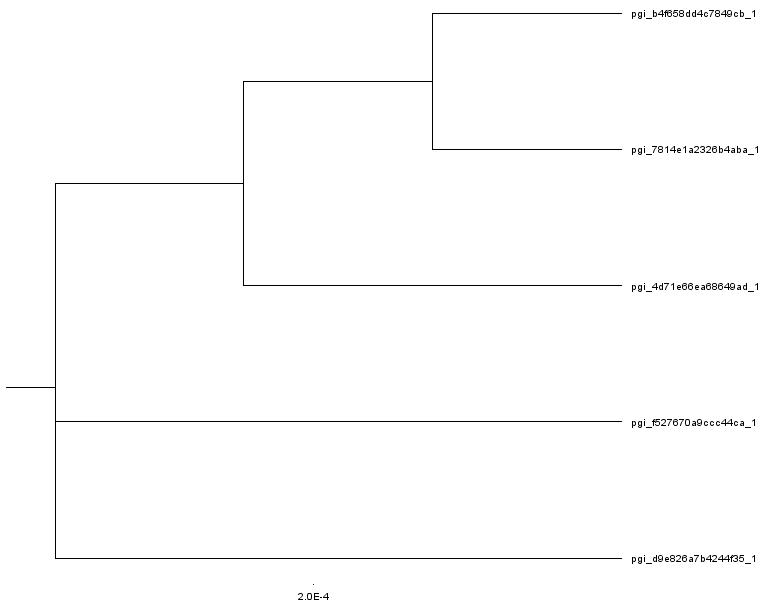 pgi_b4f658dd4c7849cb_1
pgi_7814e1a2326b4aba_1
pgi_4d71e66ea68649ad_1
pgi_f527670a9ccc44ca_1
pgi_d9e826a7b4244f35_1
2.0E-4